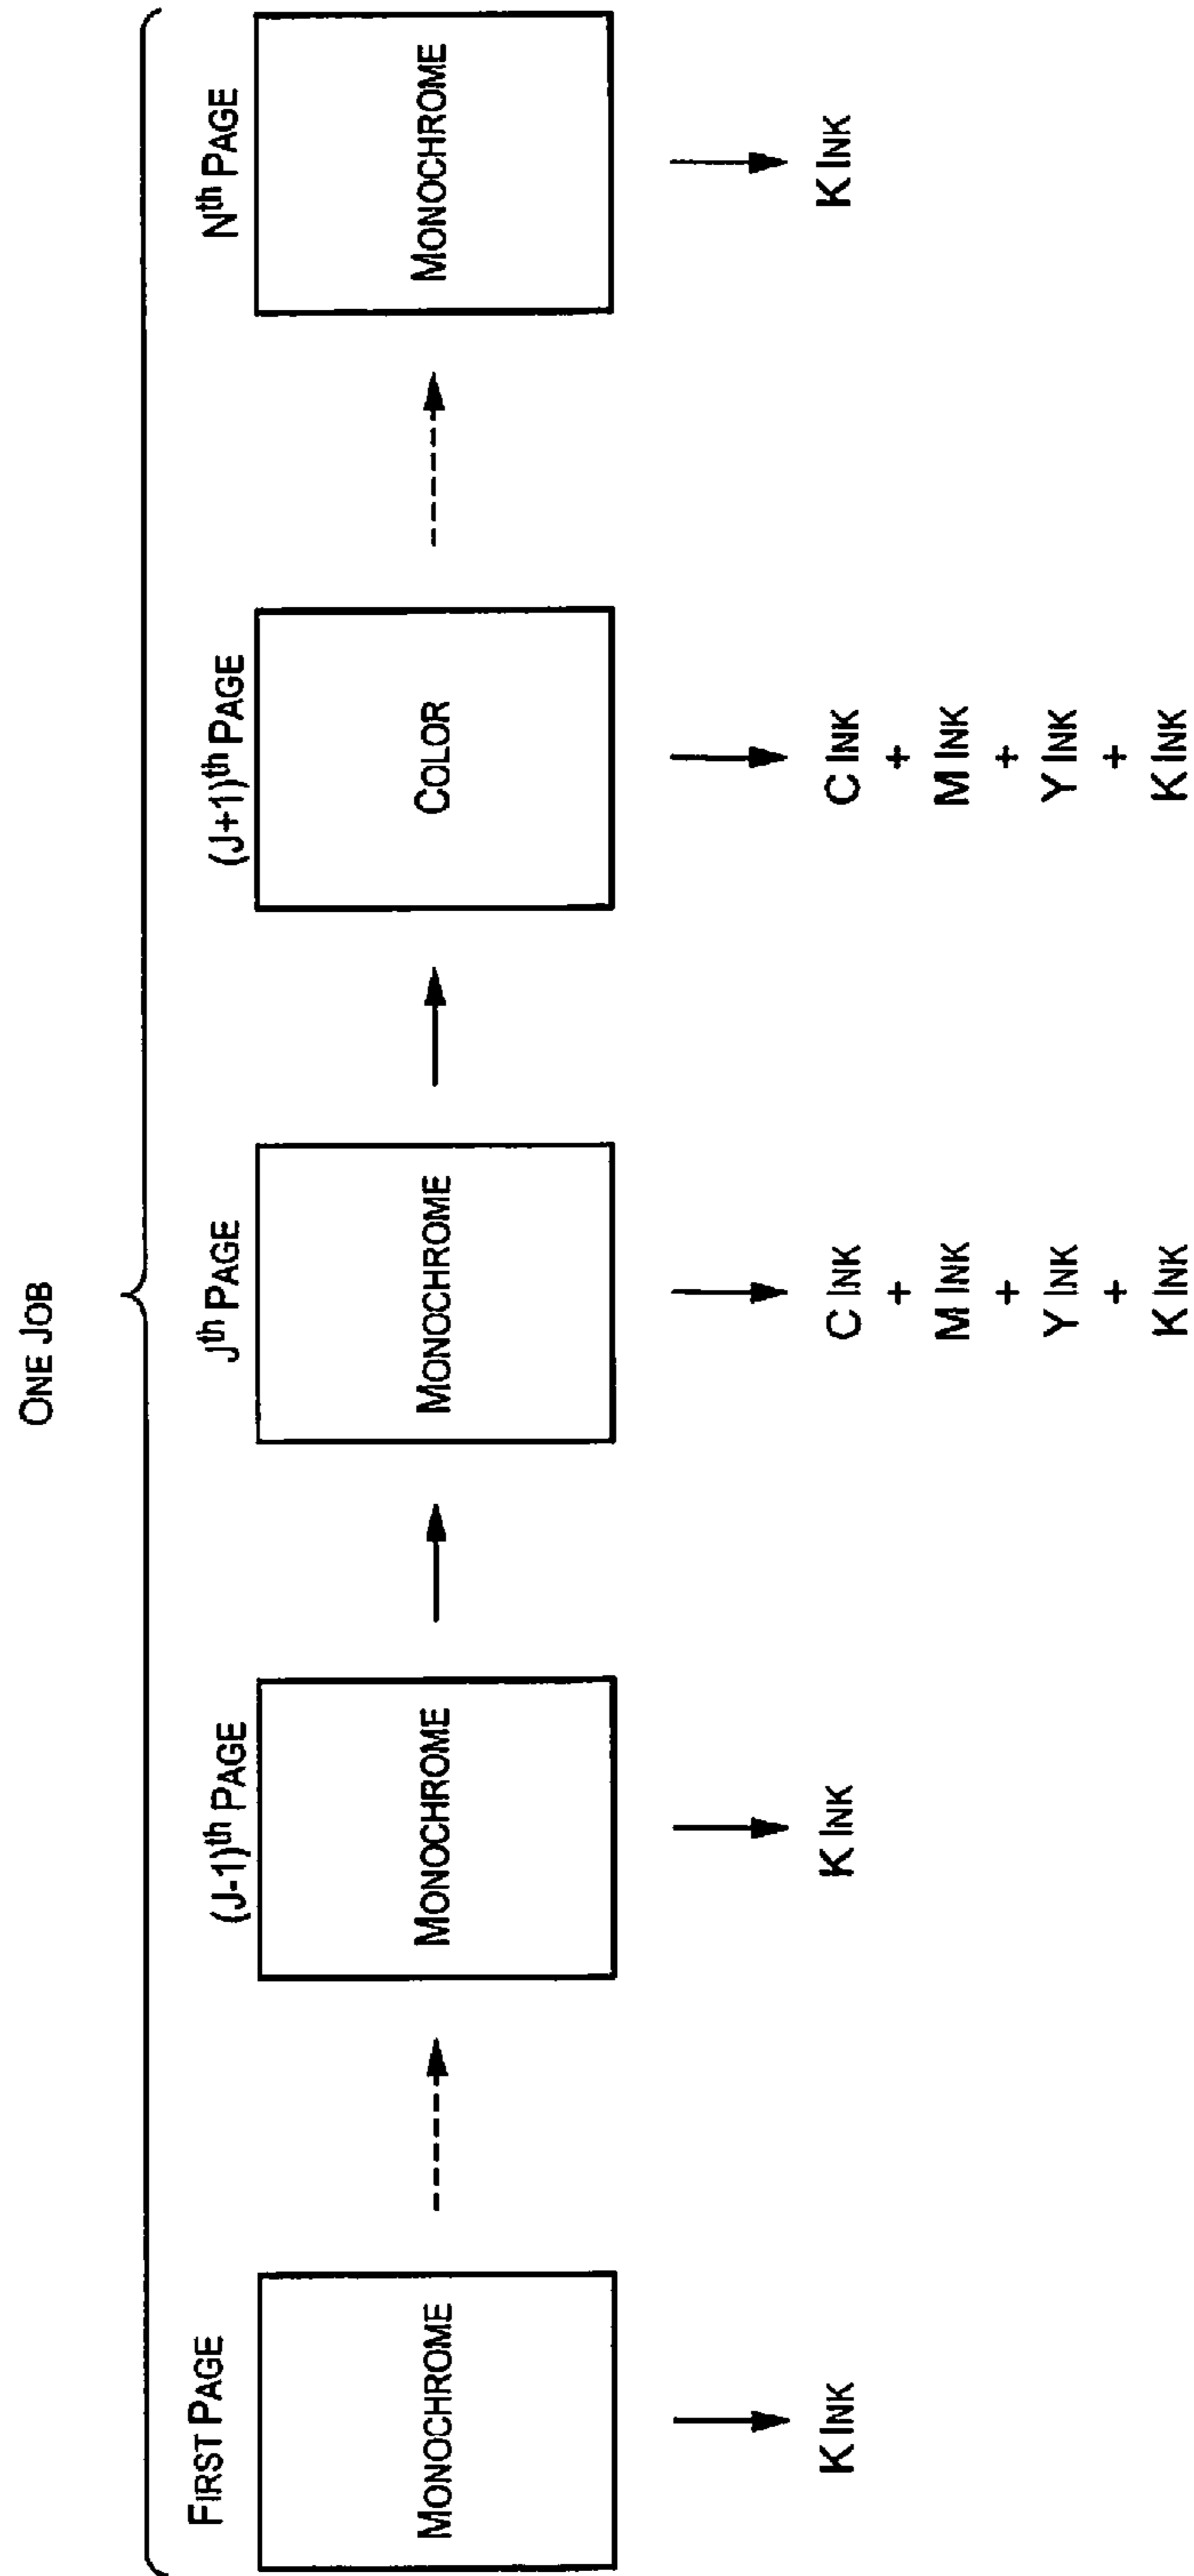 ONE JOB
FIRST PAGE
(J-1)th PAGE
Jth PAGE
(J+1)th PAGE
Nth PAGE
MONOCHROME
MONOCHROME
MONOCHROME
COLOR
MONOCHROME
K INK
K INK
C INK
+
M INK
+
Y INK
+
K INK
C INK
+
M INK
+
Y INK
+
K INK
K INK